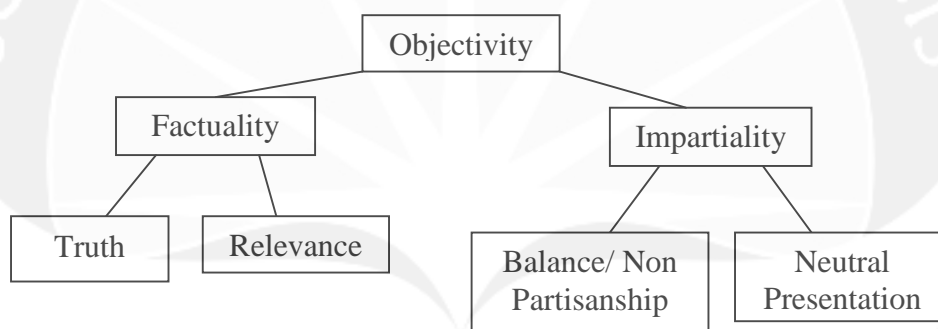 Objectivity
Factuality
Impartiality
Truth
Relevance
Balance/ Non
Partisanship
Neutral
Presentation